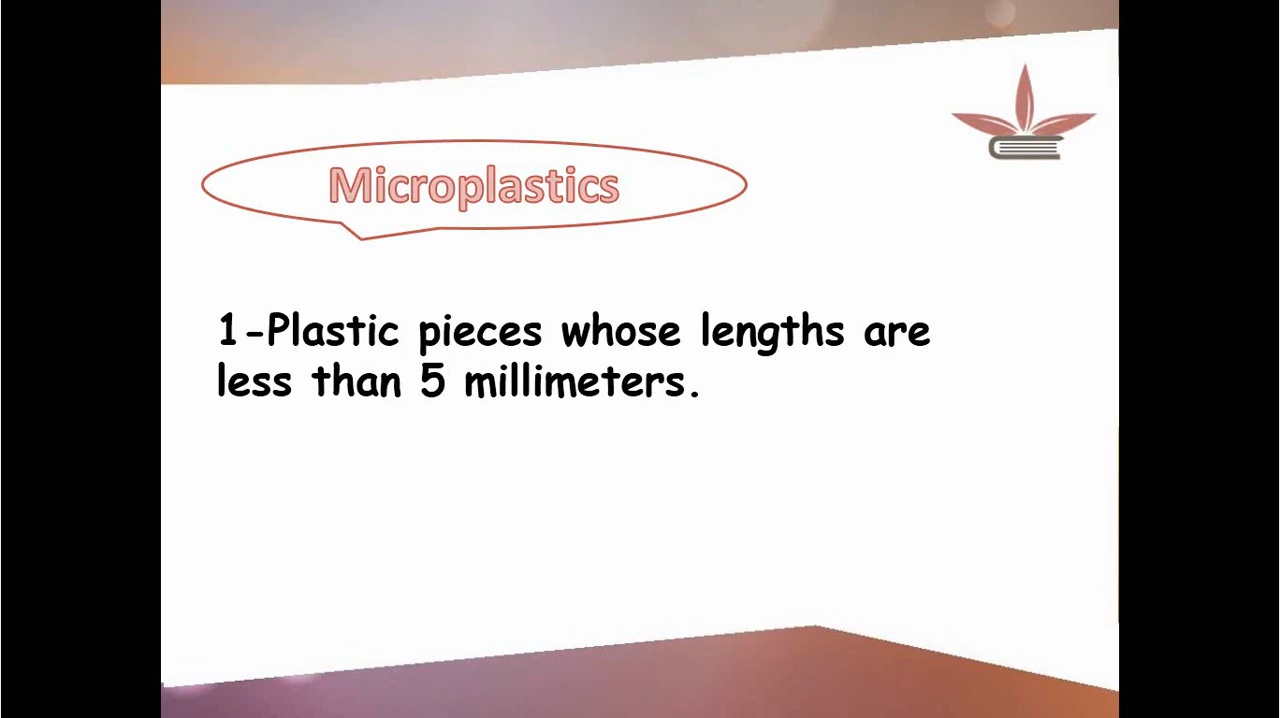 Microplastics
1-Plastic pieces whose lengths are
less than 5 millimeters.